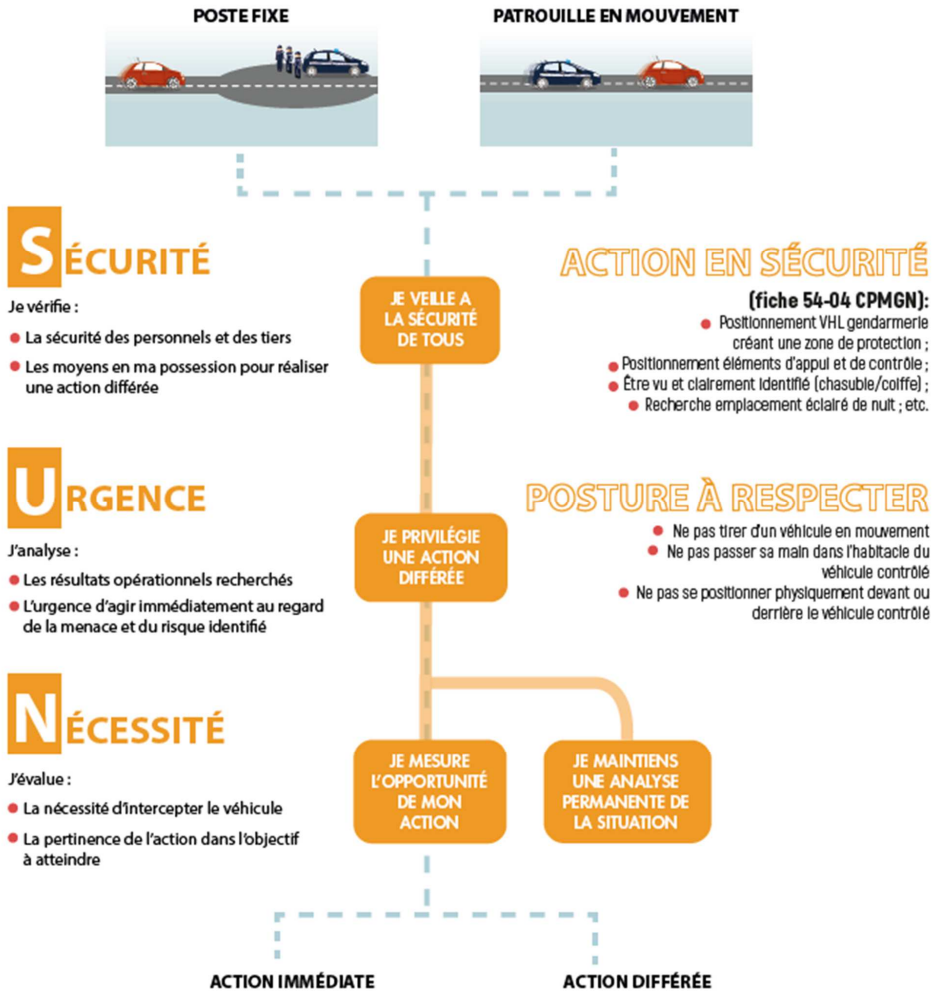 POSTE FIXE
PATROUILLE EN MOUVEMENT
SÉCURITÉ
Je vérifie :
La sécurité des personnels et des tiers
Les moyens en ma possession pour réaliser
une action différée
JE VEILLE A
LA SÉCURITÉ
DE TOUS
ACTION EN SÉCURITÉ
(fiche 54-04 CPMGN):
Positionnement VHL gendarmerie
créant une zone de protection ;
Positionnement éléments d'appui et de contrôle ;
Être vu et clairement identifié (chasuble/coiffe) ;
Recherche emplacement éclairé de nuit ; etc.
URGENCE
J'analyse :
Les résultats opérationnels recherchés
L'urgence d'agir immédiatement au regard
de la menace et du risque identifié
JE PRIVILÉGIE
UNE ACTION
DIFFÉRÉE
POSTURE À RESPECTER
Ne pas tirer d'un véhicule en mouvement
Ne pas passer sa main dans l'habitacle du
véhicule contrôlé
Ne pas se positionner physiquement devant ou
derrière le véhicule contrôlé
NÉCESSITÉ
J'évalue :
La nécessité d'intercepter le véhicule
La pertinence de l'action dans l'objectif
à atteindre
JE MESURE
L'OPPORTUNITÉ
DE MON
ACTION
JE MAINTIENS
UNE ANALYSE
PERMANENTE DE
LA SITUATION
ACTION IMMÉDIATE
ACTION DIFFÉRÉE